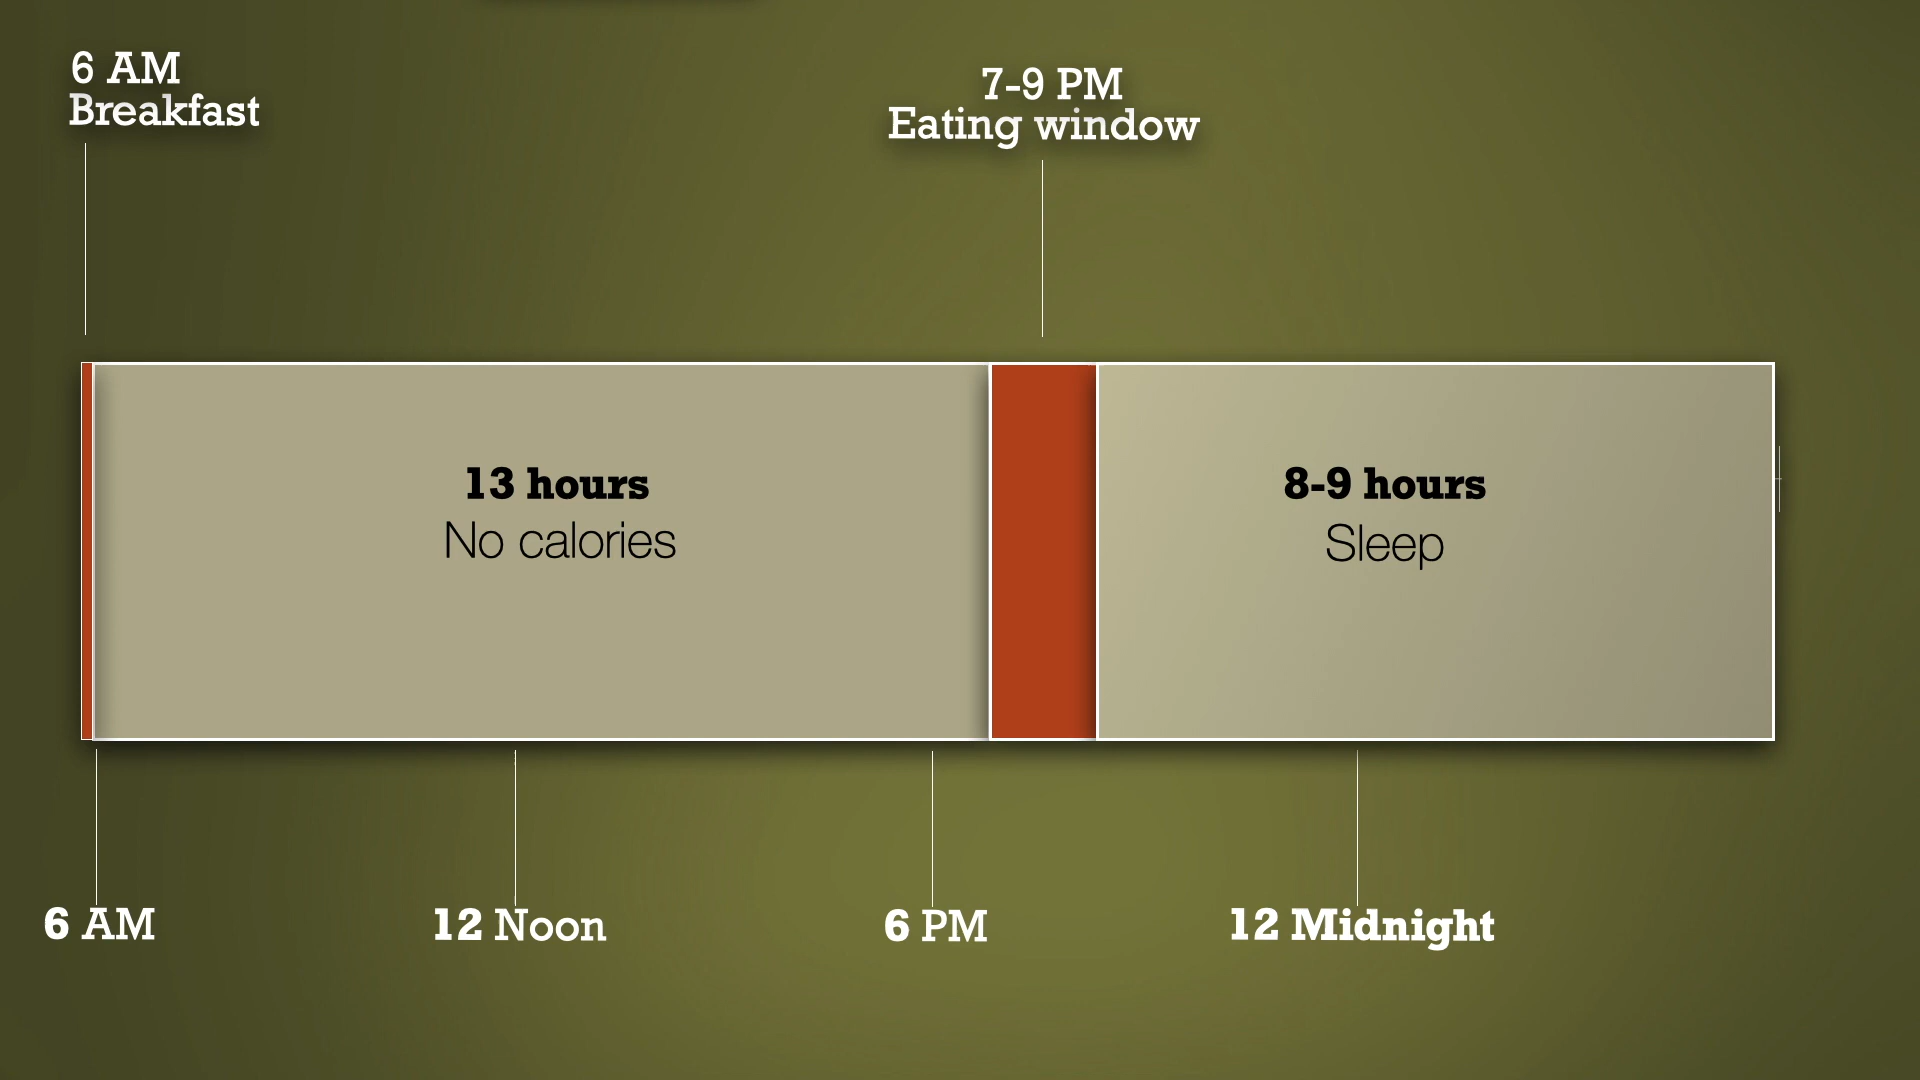 6 AM
Breakfast
7-9 PM
Eating window
13 hours
No calories
8-9 hours
Sleep
6 AM
12 Noon
6 PM
12 Midnight